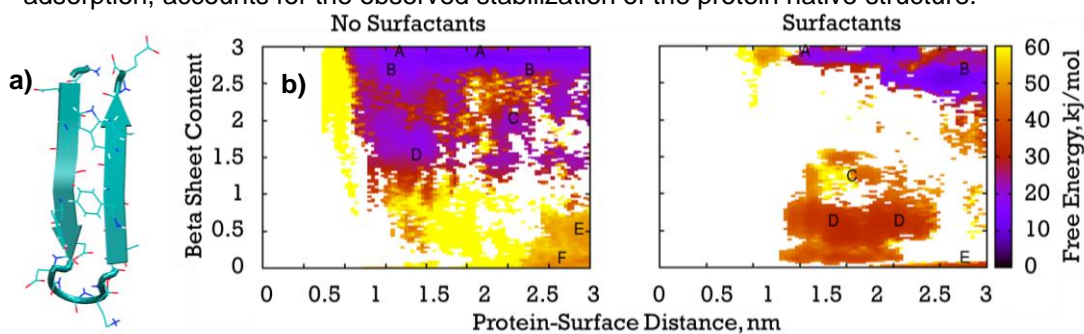 adsorption, accounts for the observed stabilization of the protein native structure.
a)
b)
No Surfactants
Surfactants
Beta Sheet Content
3
2.5
2
1.5
1
0.5
0
A A
B B
C
D
E
F
0 0.5 1 1.5 2 2.5 3
A
B
C
D D
E
0 0.5 1 1.5 2 2.5 3
Protein-Surface Distance, nm
60
50
40
30
20
10
0
Free Energy, kj/mol